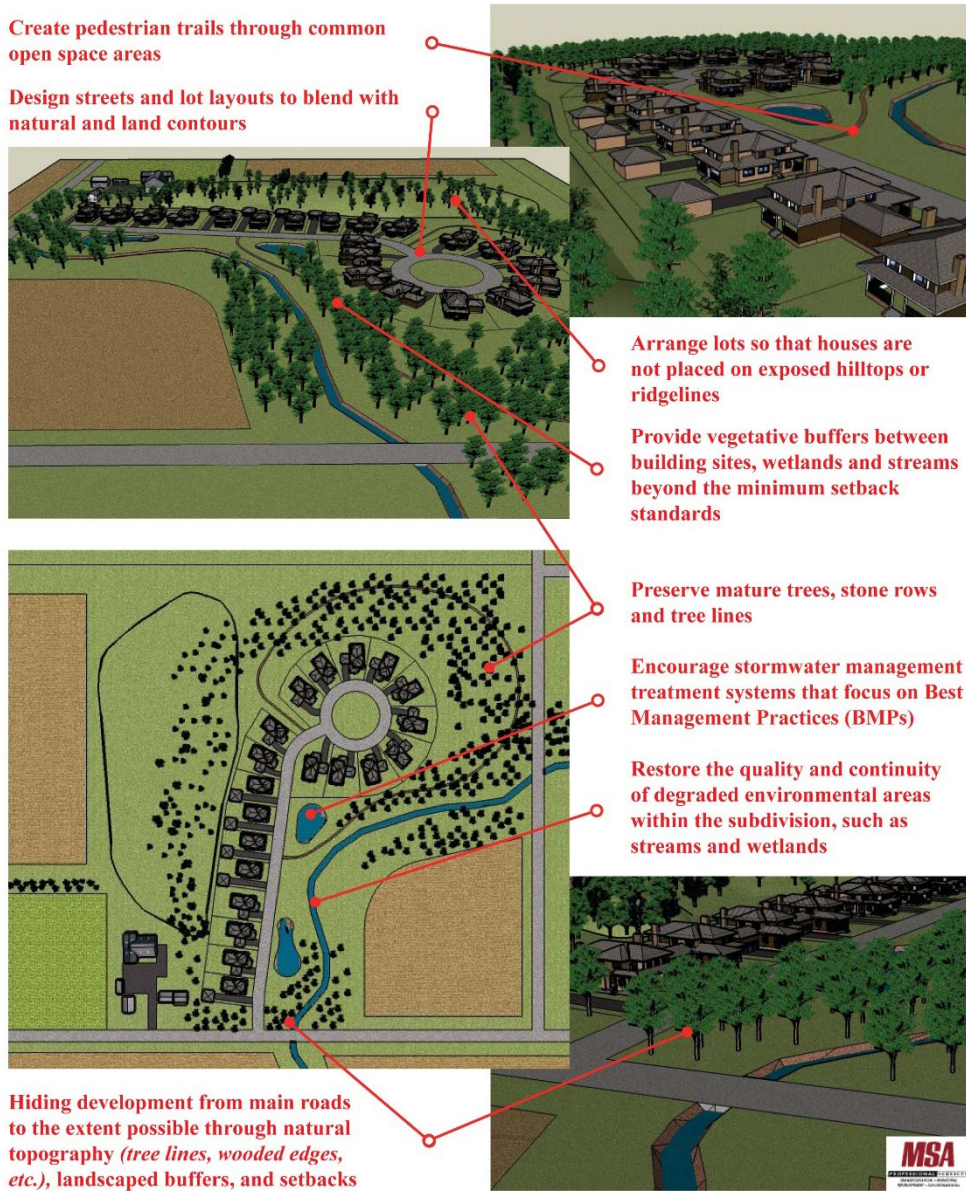 Create pedestrian trails through common
open space areas
Design streets and lot layouts to blend with
natural and land contours
Arrange lots so that houses are
not placed on exposed hilltops or
ridgelines
Provide vegetative buffers between
building sites, wetlands and streams
beyond the minimum setback
standards
Preserve mature trees, stone rows
and tree lines
Encourage stormwater management
treatment systems that focus on Best
Management Practices (BMPs)
Restore the quality and continuity
of degraded environmental areas
within the subdivision, such as
streams and wetlands
Hiding development from main roads
to the extent possible through natural
topography (tree lines, wooded edges,
etc.), landscaped buffers, and setbacks
MSA
PROFESSIONAL SERVICES